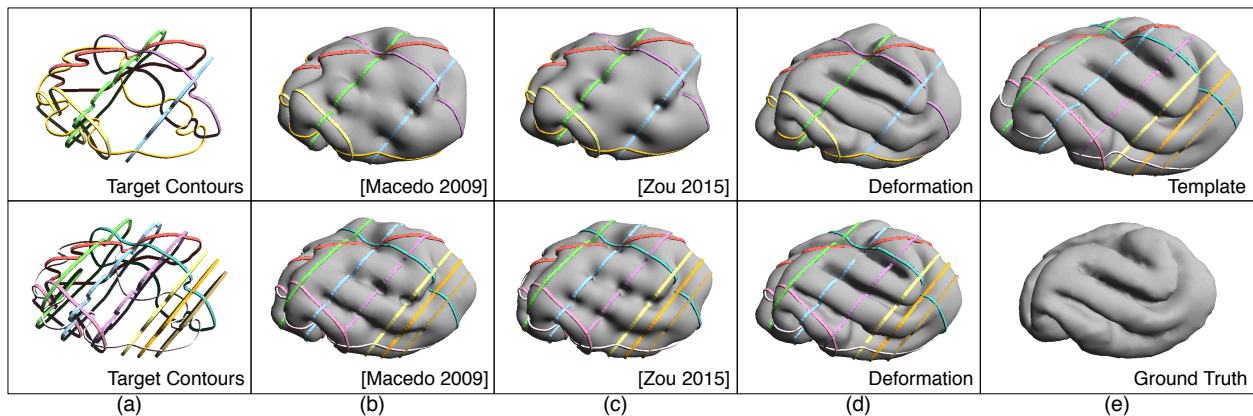 Target Contours
[Macedo 2009]
[Zou 2015]
Deformation
Template
Target Contours
[Macedo 2009]
[Zou 2015]
Deformation
Ground Truth
(a)
(b)
(c)
(d)
(e)